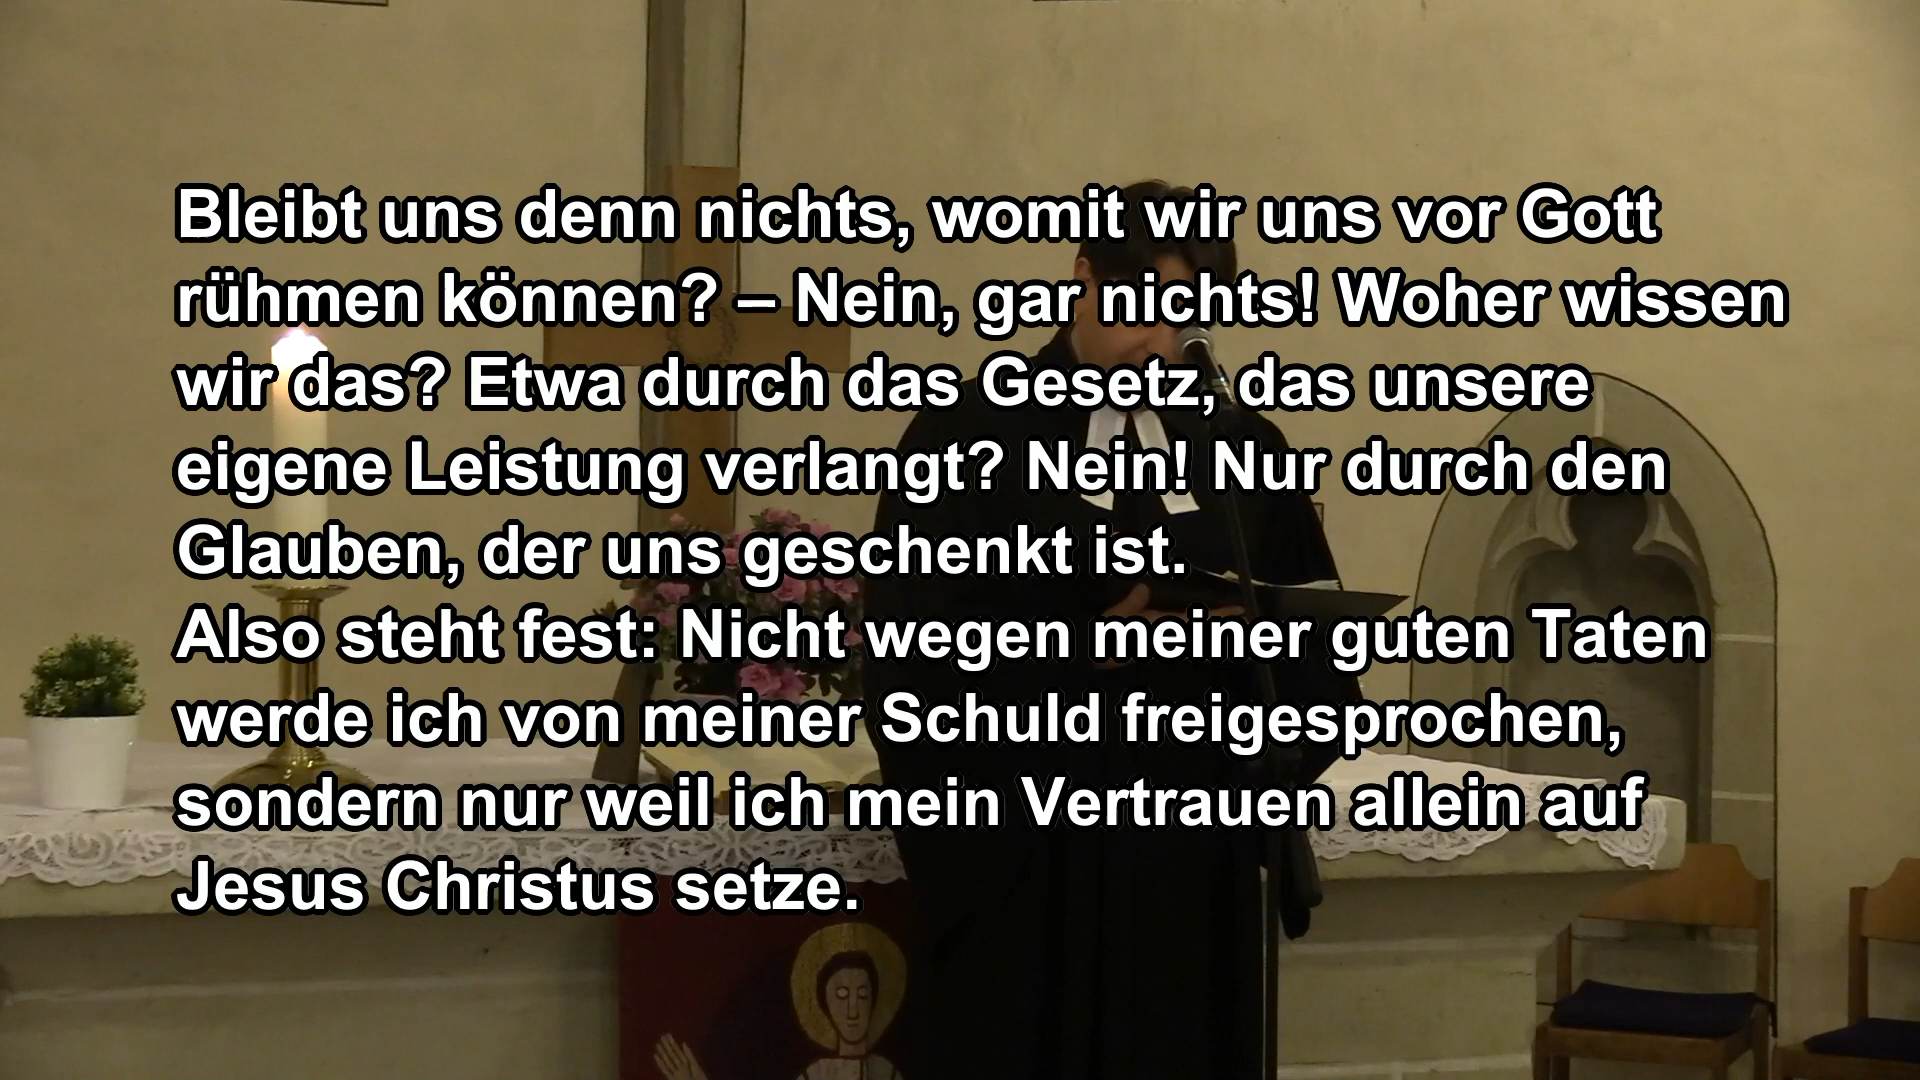 Bleibt uns denn nichts, womit wir uns vor Gott
rühmen können? – Nein, gar nichts! Woher wissen
wir das? Etwa durch das Gesetz, das unsere
eigene Leistung verlangt? Nein! Nur durch den
Glauben, der uns geschenkt ist.
Also steht fest: Nicht wegen meiner guten Taten
werde ich von meiner Schuld freigesprochen,
sondern nur weil ich mein Vertrauen allein auf
Jesus Christus setze.